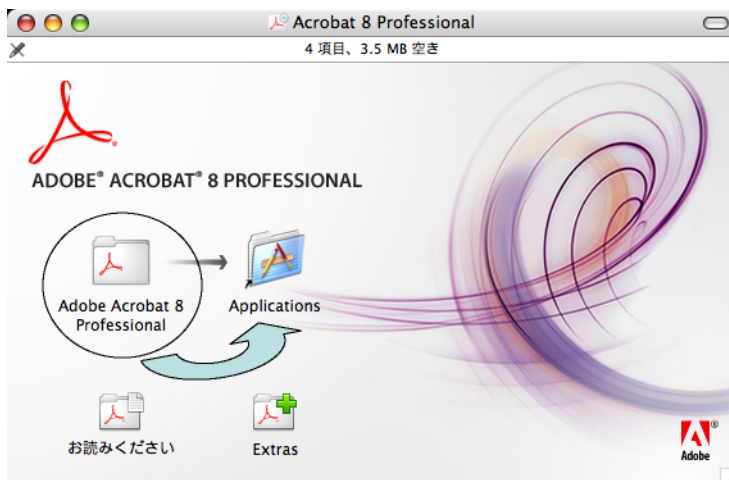 Acrobat 8 Professional
4 項目、3.5 MB 空き
ADOBE® ACROBAT® 8 PROFESSIONAL
Adobe Acrobat 8
Professional
Applications
お読みください
Extras
Adobe